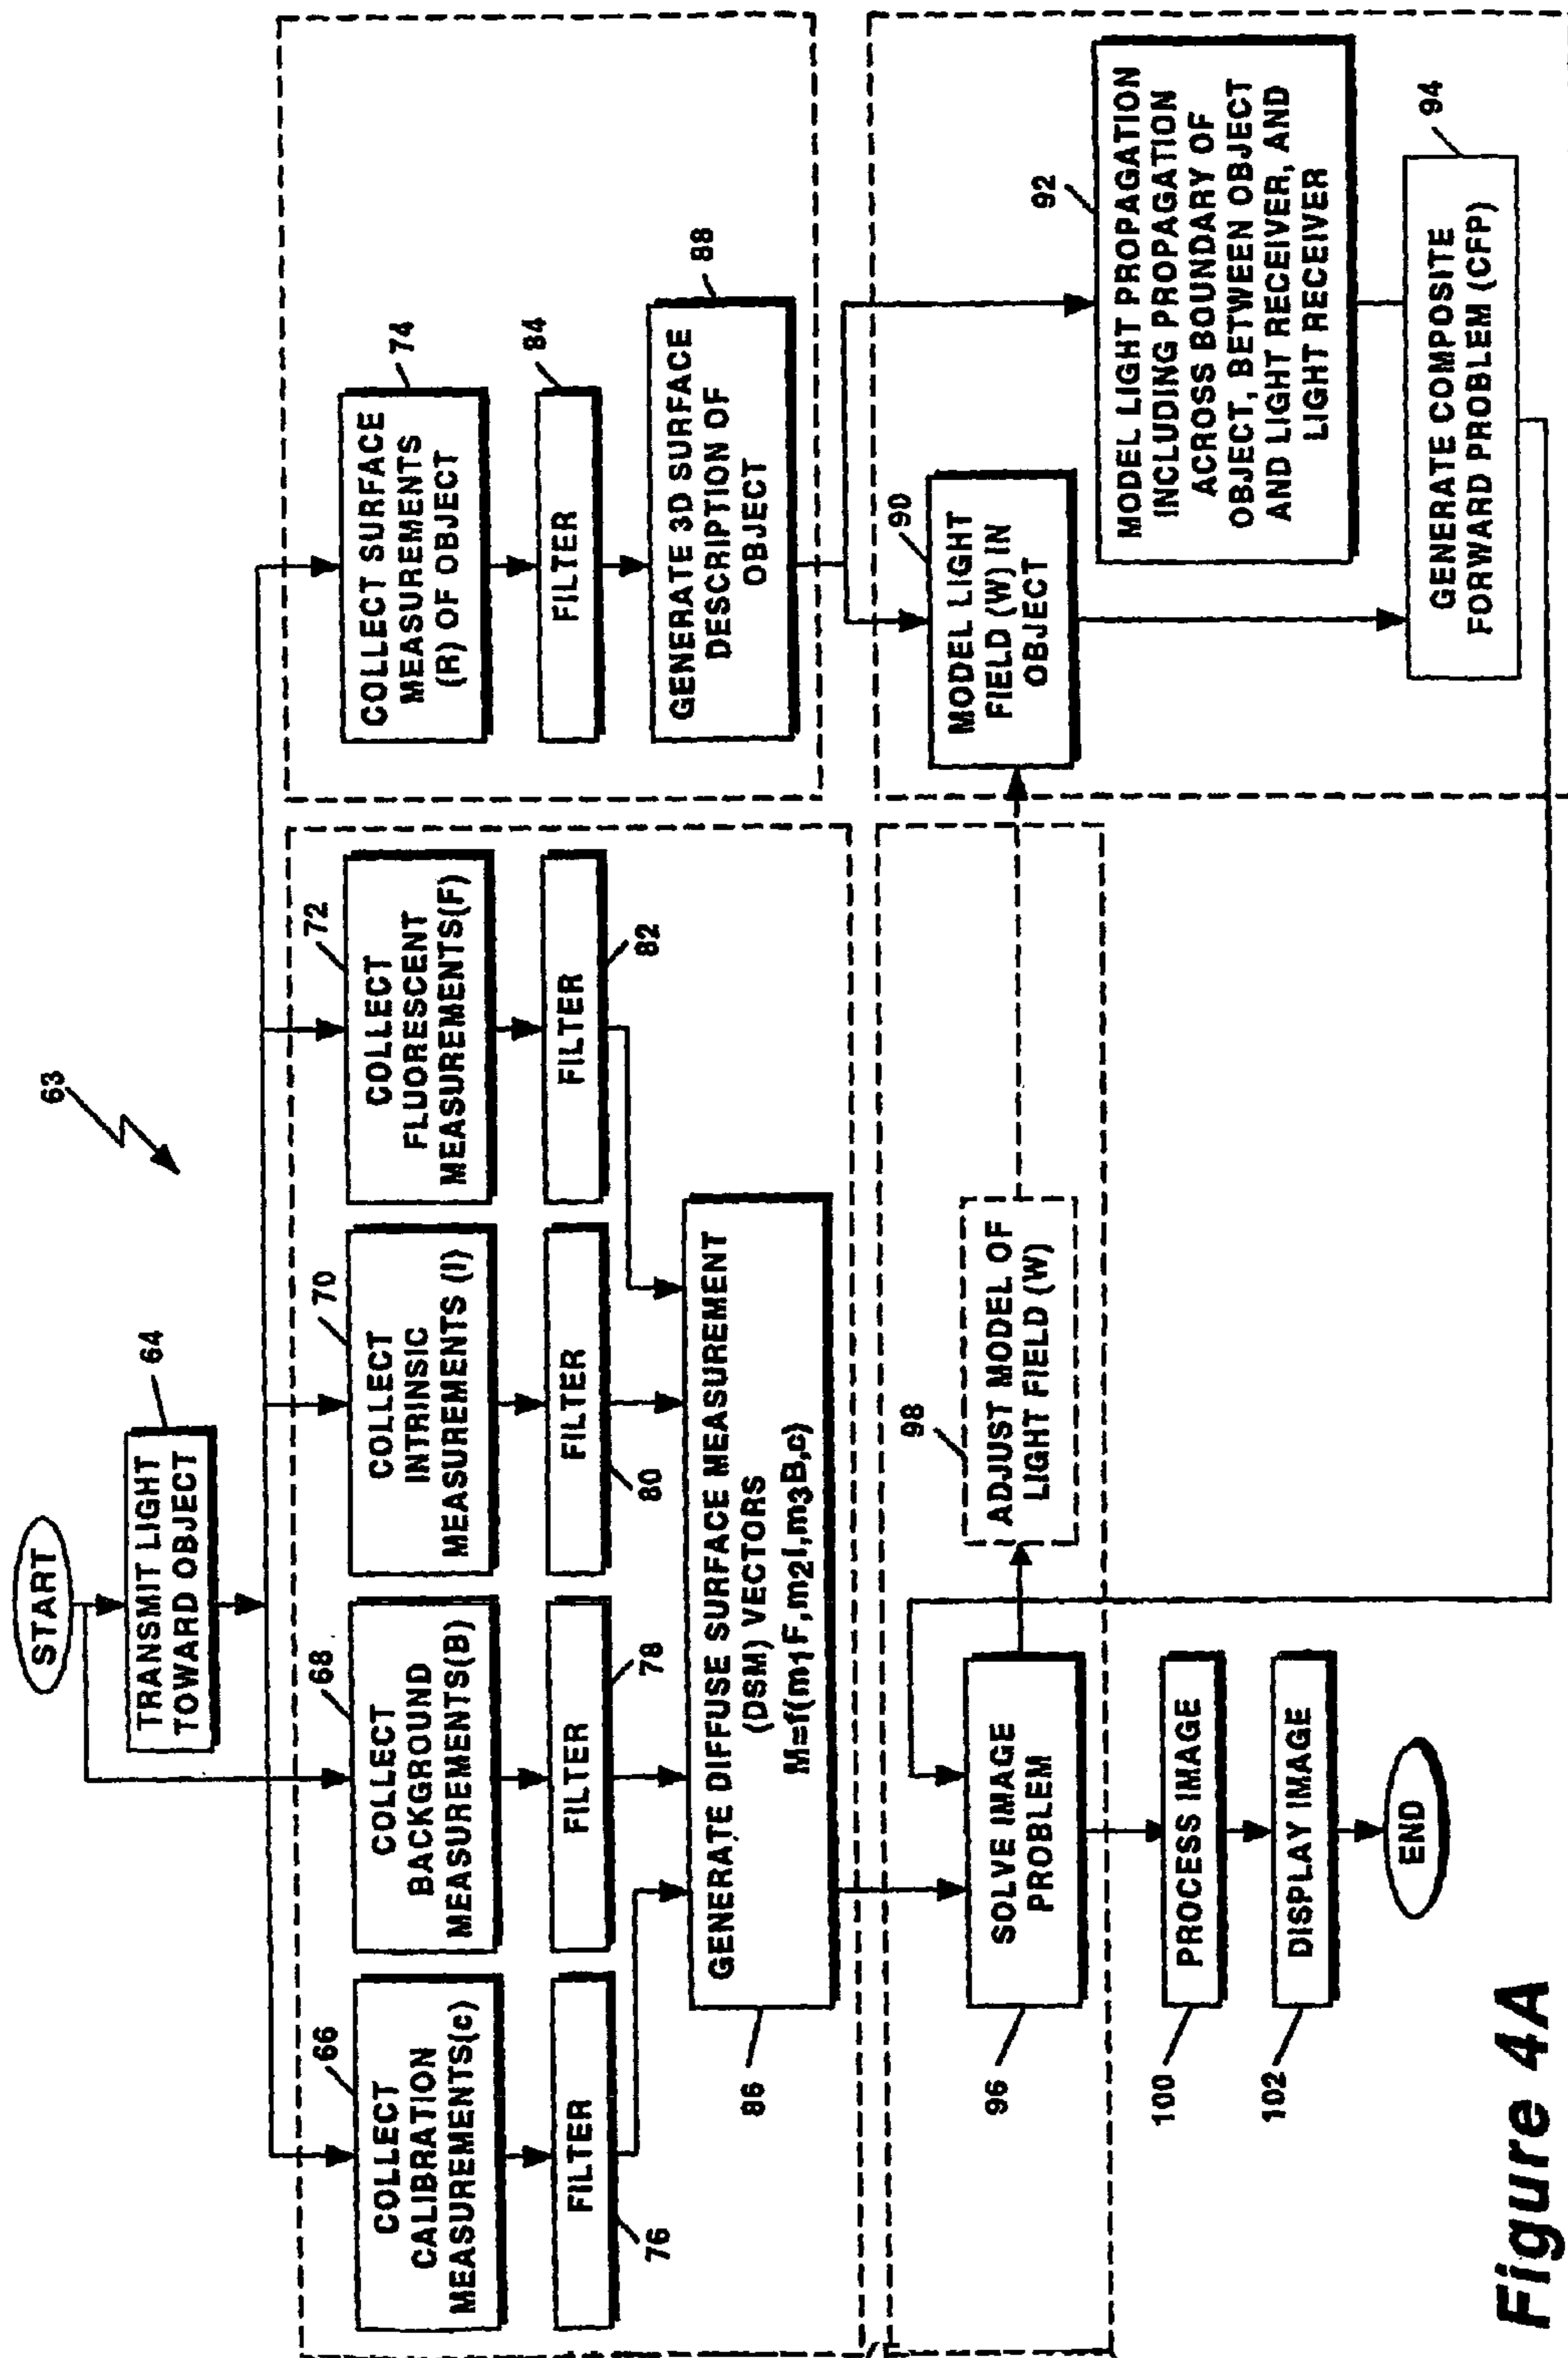 63
START
TRANSMIT LIGHT
TOWARD OBJECT
64
66
COLLECT
CALIBRATION
MEASUREMENTS(c)
68
COLLECT
BACKGROUND
MEASUREMENTS(B)
70
COLLECT
INTRINSIC
MEASUREMENTS (I)
72
COLLECT
FLUORESCENT
MEASUREMENTS(F)
COLLECT SURFACE
MEASUREMENTS
(R) OF OBJECT
74
FILTER
76
FILTER
78
FILTER
80
FILTER
82
FILTER
84
GENERATE DIFFUSE SURFACE MEASUREMENT
(DSM) VECTORS
M=f(m1F,m2I,m3B,c)
86
GENERATE 3D SURFACE
DESCRIPTION OF
OBJECT
88
90
MODEL LIGHT
FIELD (W) IN
OBJECT
92
MODEL LIGHT PROPAGATION
INCLUDING PROPAGATION
ACROSS BOUNDARY OF
OBJECT, BETWEEN OBJECT
AND LIGHT RECEIVER, AND
LIGHT RECEIVER
GENERATE COMPOSITE
FORWARD PROBLEM (CFP)
94
SOLVE IMAGE
PROBLEM
96
98
ADJUST MODEL OF
LIGHT FIELD (W)
PROCESS IMAGE
100
DISPLAY IMAGE
102
END
Figure 4A